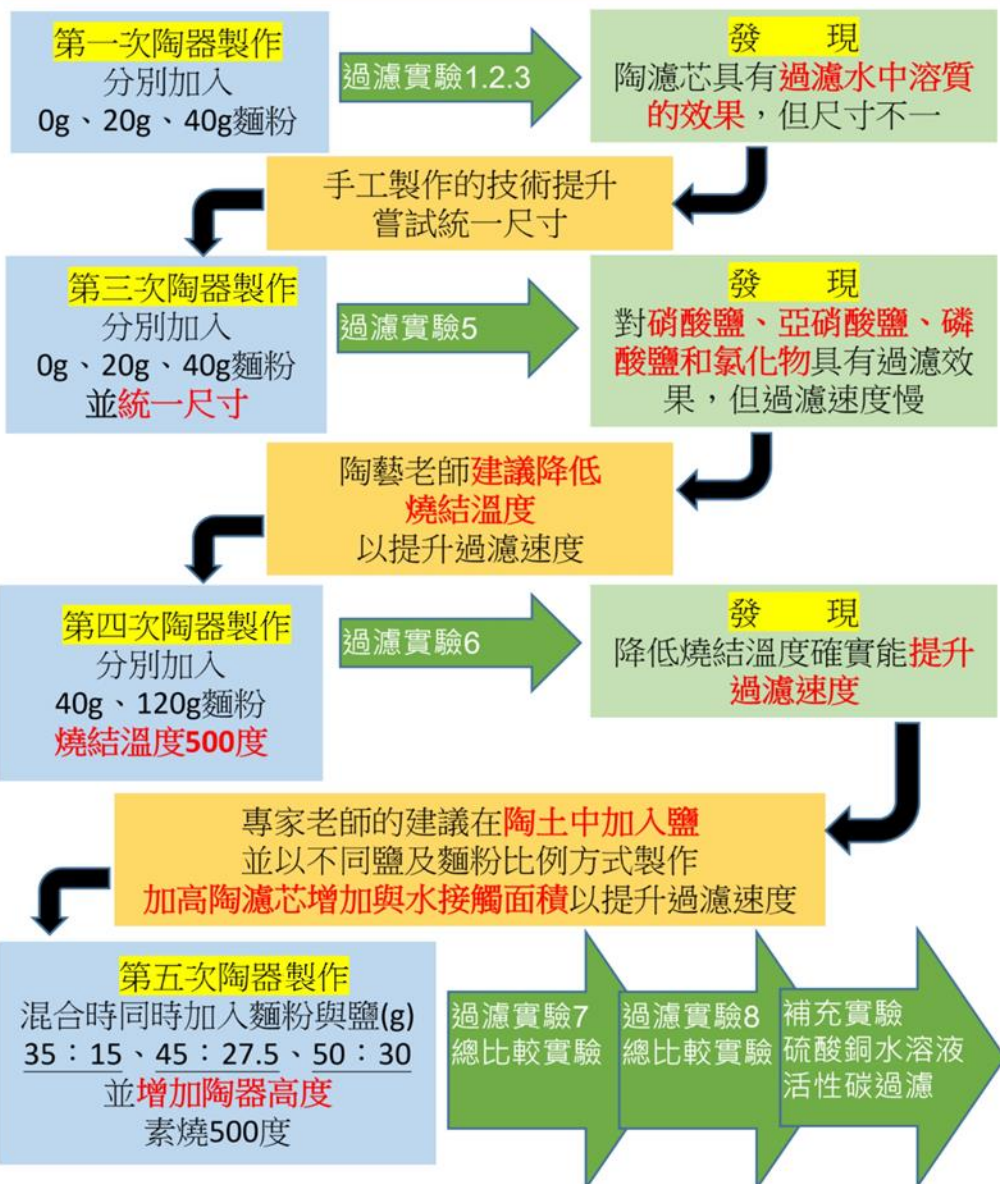 第一次陶器製作
分別加入
0g、20g、40g麵粉
過濾實驗1.2.3
發 現
陶濾芯具有過濾水中溶質
的效果，但尺寸不一
手工製作的技術提升
嘗試統一尺寸
第三次陶器製作
分別加入
0g、20g、40g麵粉
並統一尺寸
過濾實驗5
發 現
對硝酸鹽、亞硝酸鹽、磷
酸鹽和氯化物具有過濾效
果，但過濾速度慢
陶藝老師建議降低
燒結溫度
以提升過濾速度
第四次陶器製作
分別加入
40g、120g麵粉
燒結溫度500度
過濾實驗6
發 現
降低燒結溫度確實能提升
過濾速度
專家老師的建議在陶土中加入鹽
並以不同鹽及麵粉比例方式製作
加高陶濾芯增加與水接觸面積以提升過濾速度
第五次陶器製作
混合時同時加入麵粉與鹽(g)
35：15、45：27.5、50：30
並增加陶器高度
素燒500度
過濾實驗7
總比較實驗
過濾實驗8
總比較實驗
補充實驗
硫酸銅水溶液
活性碳過濾